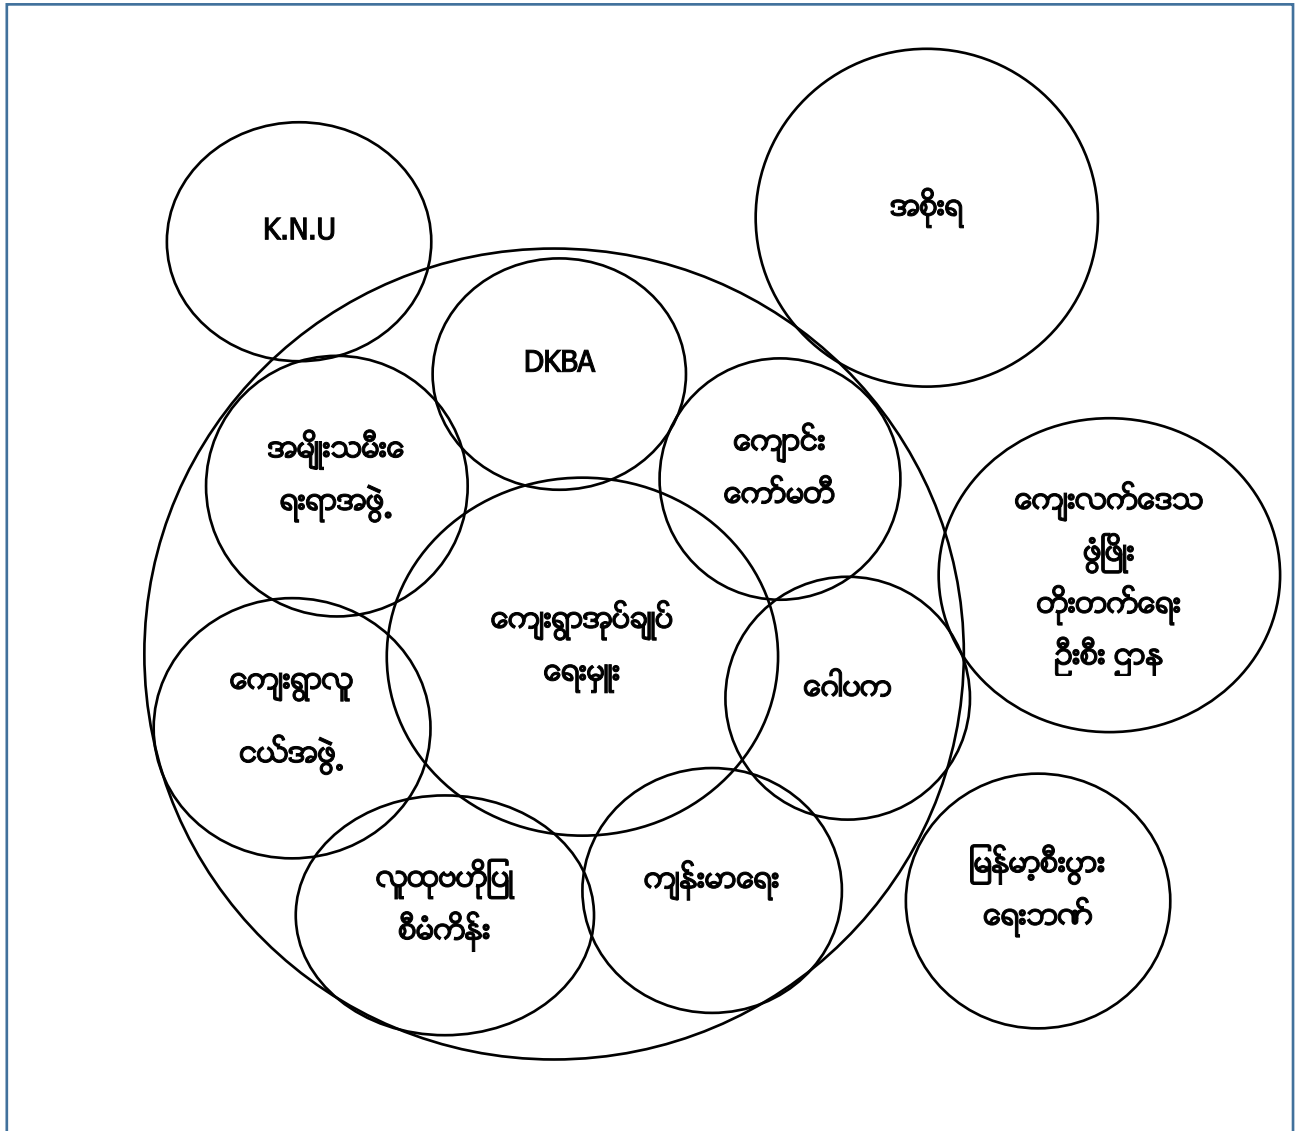 အစိုးရ
K.N.U
DKBA
အမျိုးသမီးေ
ရးရာအဖွဲ့
ကျောင်း
ကော်မတီ
ကျေးလက်ဒေသ
ဖွံဖြိုး
တိုးတက်ရေး
ဦးစီး ဌာန
ကျေးရွာအုပ်ချုပ်
ရေးမှူး
ကျေးရွာလူ
ငယ်အဖွဲ့
ဂေါပက
လူထုဗဟိုပြု
စီမံကိန်း
ကျန်းမာရေး
မြန်မာ့စီးပွား
ရေးဘဏ်